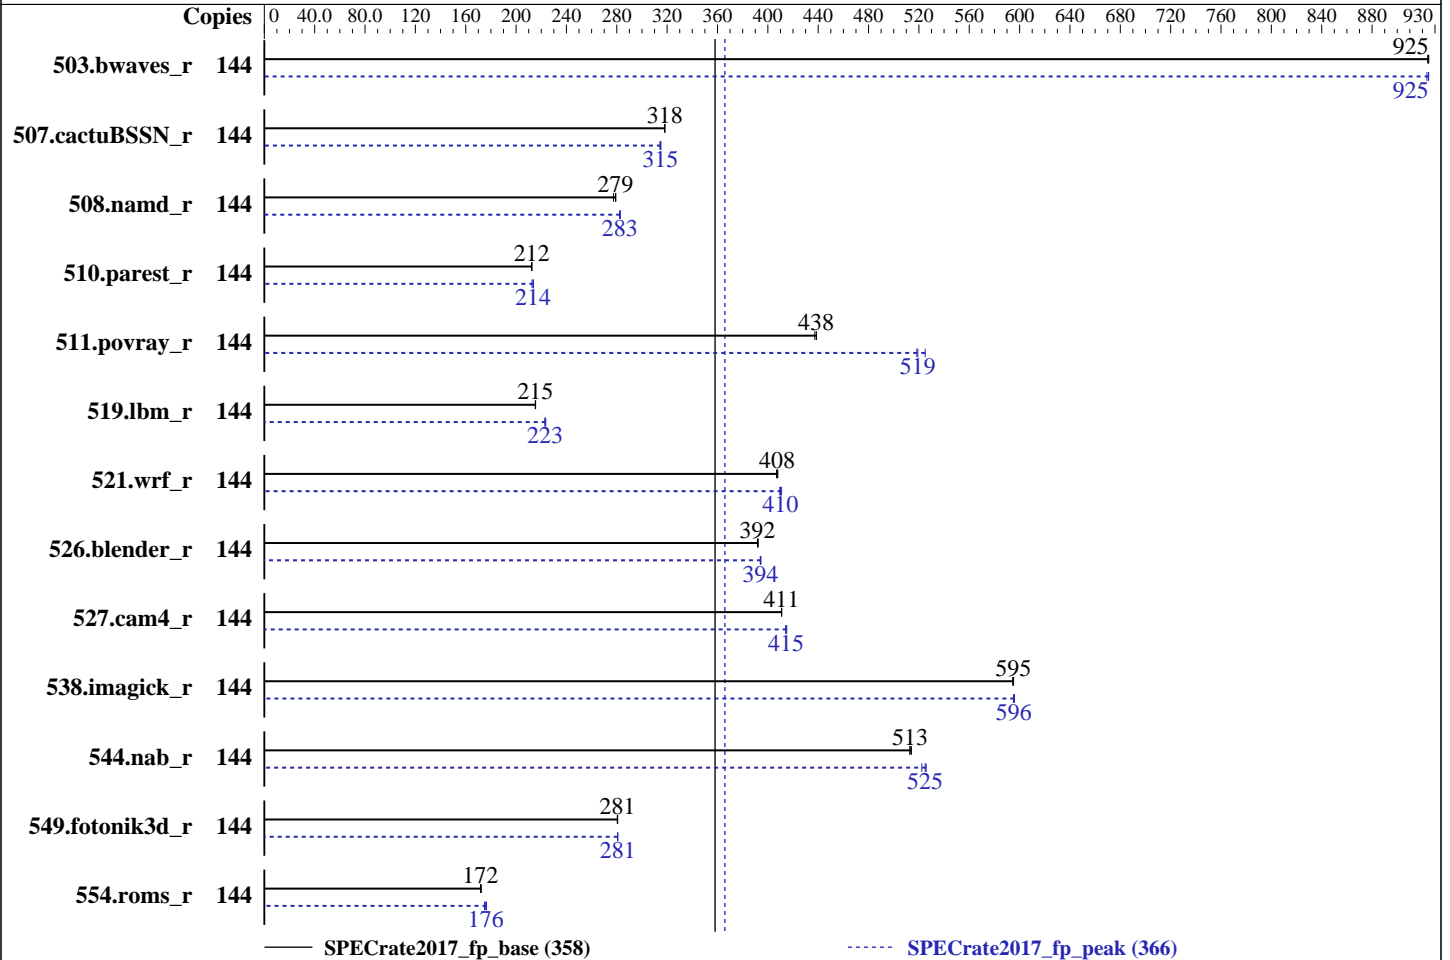 Copies 0 40.0 80.0 120 160 200 240 280 320 360 400 440 480 520 560 600 640 680 720 760 800 840 880 930
503.bwaves_r 144 925
925
507.cactuBSSN_r 144 318
315
508.namd_r 144 279
283
510.parest_r 144 212
214
511.povray_r 144 438
519
519.lbm_r 144 215
223
521.wrf_r 144 408
410
526.blender_r 144 392
394
527.cam4_r 144 411
415
538.imagick_r 144 595
596
544.nab_r 144 513
525
549.fotonik3d_r 144 281
281
554.roms_r 144 172
176
SPECrate2017_fp_base (358) SPECrate2017_fp_peak (366)